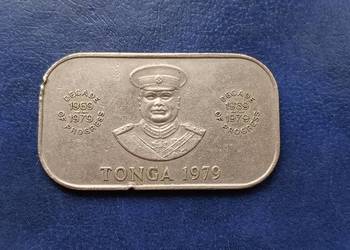 DECADE
1969
1979
OF PROGRESS
DECADE
1969
1979
OF PROGRESS
TONGA 1979